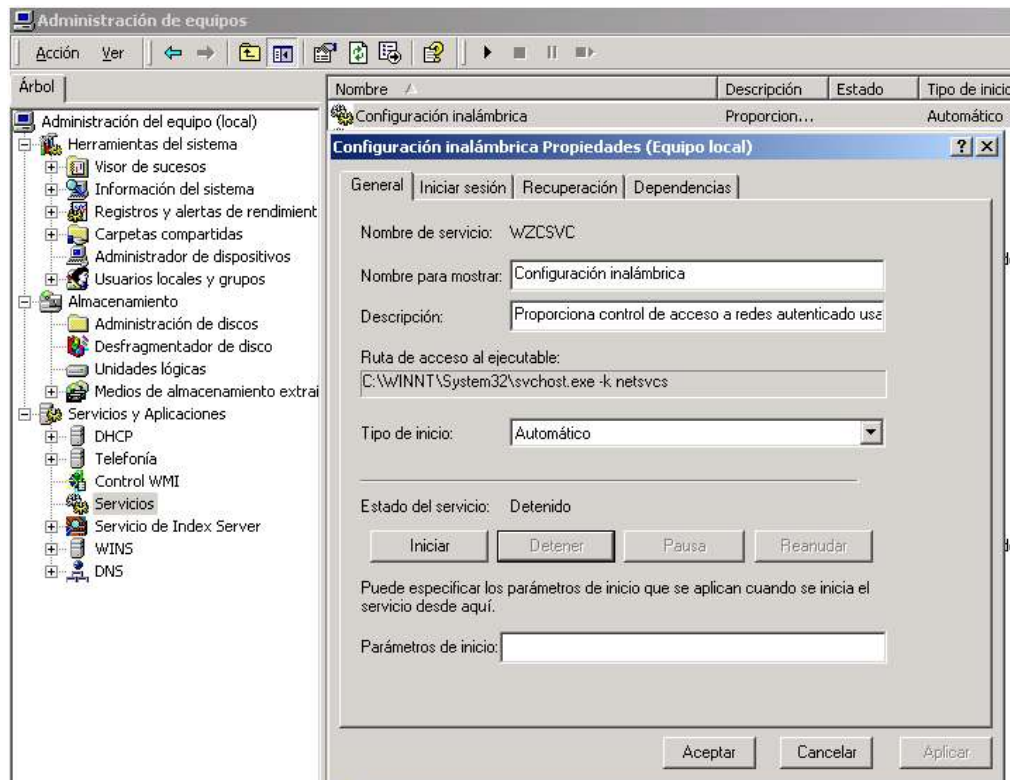 Administración de equipos
Acción Ver
Árbol
Nombre Descripción Estado Tipo de inicio
Configuración inalámbrica Proporcion... Automático
Administración del equipo (local)
Herramientas del sistema
Visor de sucesos
Información del sistema
Registros y alertas de rendimient
Carpetas compartidas
Administrador de dispositivos
Usuarios locales y grupos
Almacenamiento
Administración de discos
Desfragmentador de disco
Unidades lógicas
Medios de almacenamiento extrai
Servicios y Aplicaciones
DHCP
Telefonía
Control WMI
Servicios
Servicio de Index Server
WINS
DNS
Configuración inalámbrica Propiedades (Equipo local)
General Iniciar sesión Recuperación Dependencias
Nombre de servicio: WZCSVC
Nombre para mostrar: Configuración inalámbrica
Descripción: Proporciona control de acceso a redes autenticado usa
Ruta de acceso al ejecutable:
C:\WINNT\System32\svchost.exe -k netsvcs
Tipo de inicio: Automático
Estado del servicio: Detenido
Iniciar Detener Pausa Reanudar
Puede especificar los parámetros de inicio que se aplican cuando se inicia el
servicio desde aquí.
Parámetros de inicio:
Aceptar Cancelar Aplicar